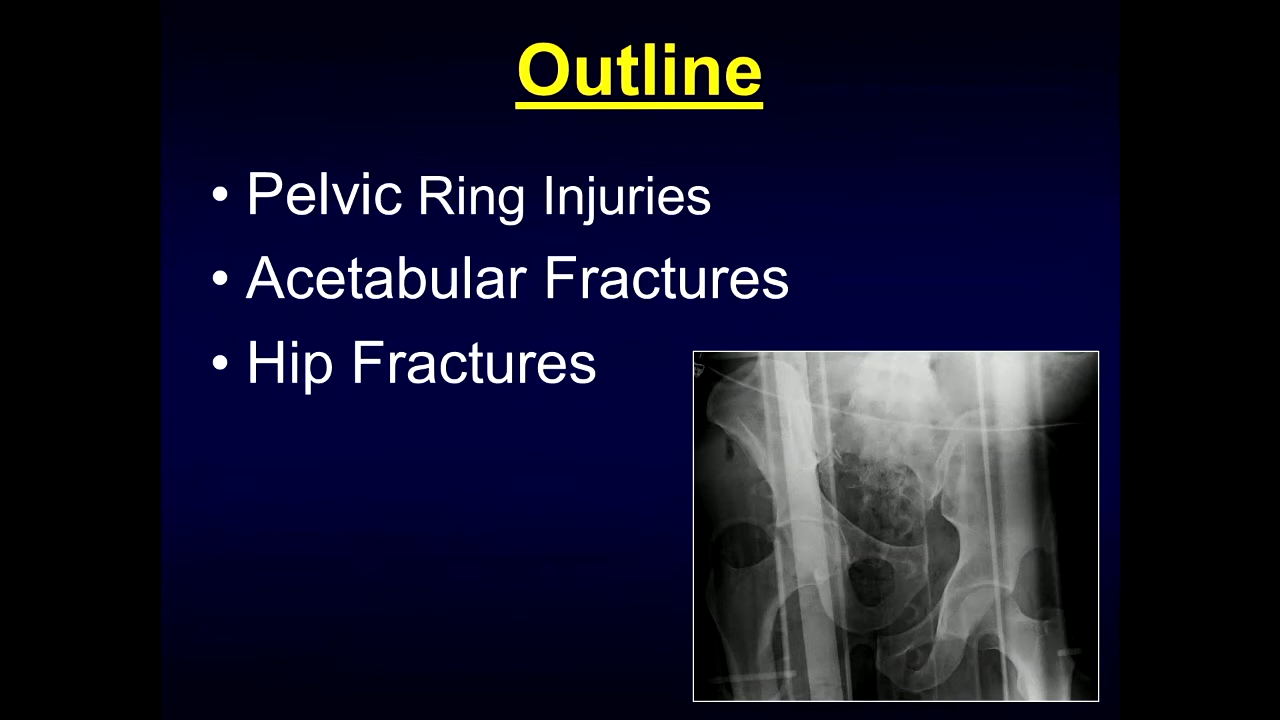 Outline
• Pelvic Ring Injuries
• Acetabular Fractures
• Hip Fractures